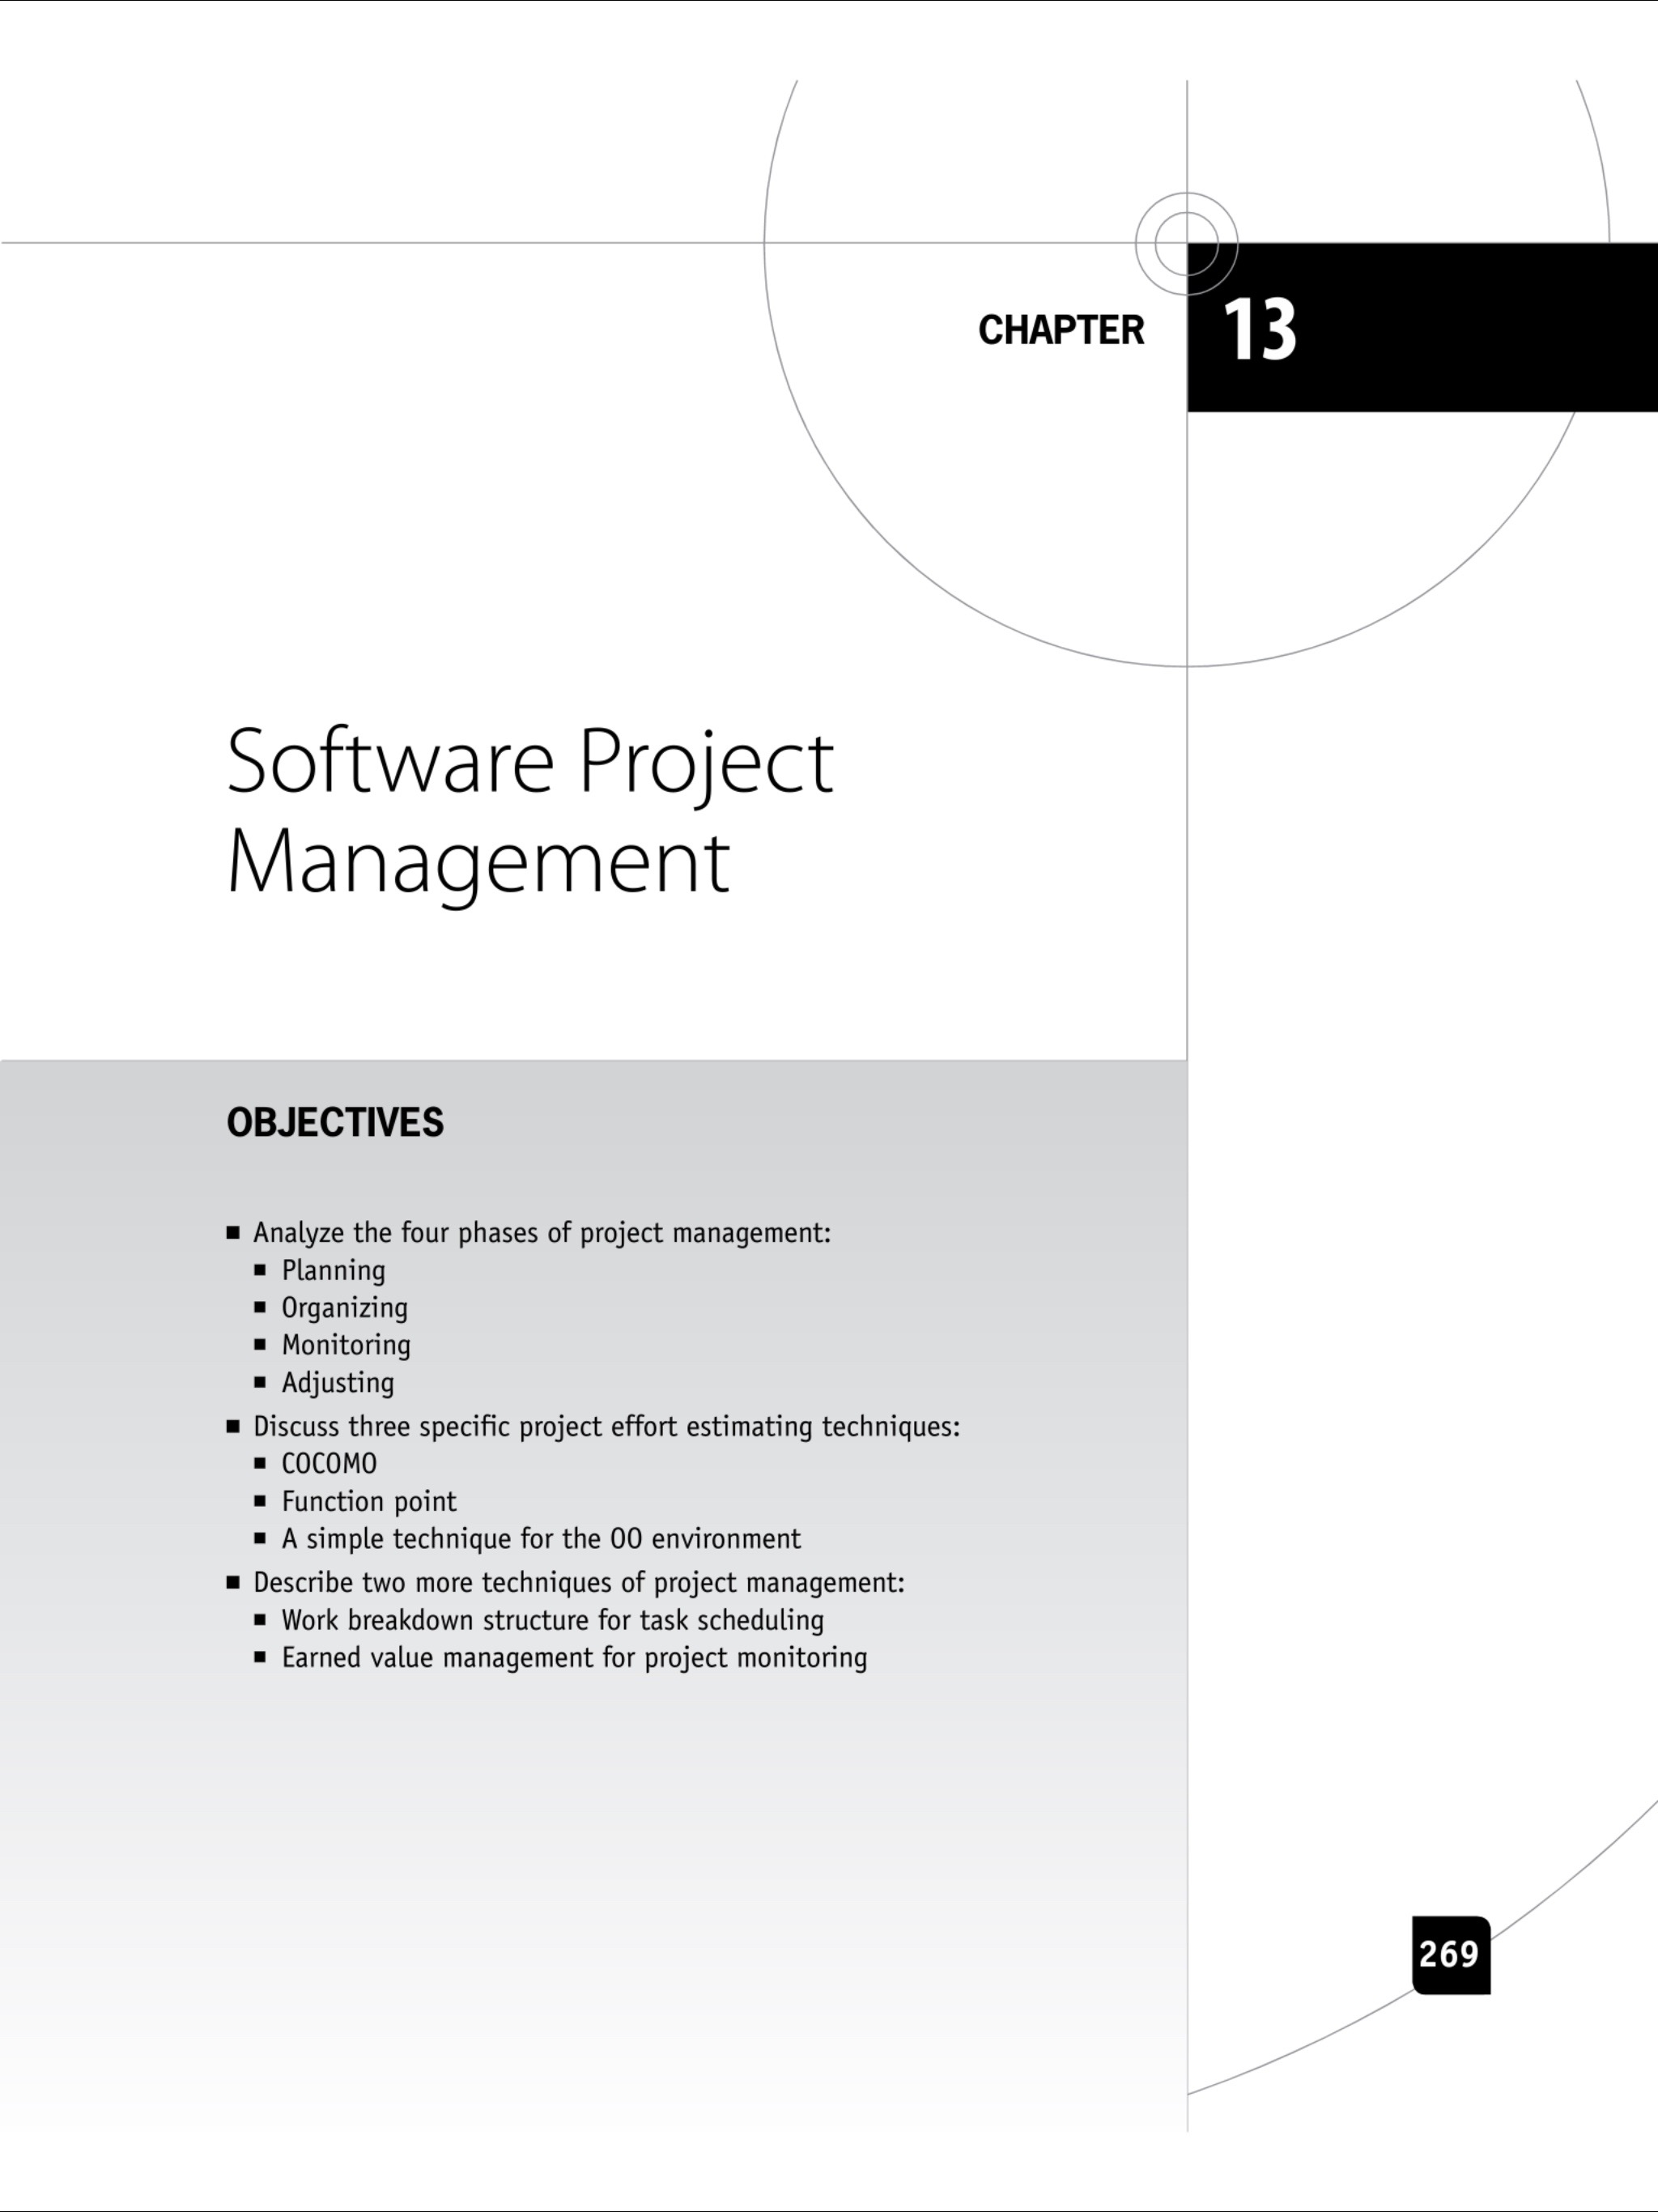 CHAPTER 13
Software Project
Management
OBJECTIVES
■ Analyze the four phases of project management:
■ Planning
■ Organizing
■ Monitoring
■ Adjusting
■ Discuss three specific project effort estimating techniques:
■ COCOMO
■ Function point
■ A simple technique for the OO environment
■ Describe two more techniques of project management:
■ Work breakdown structure for task scheduling
■ Earned value management for project monitoring
269